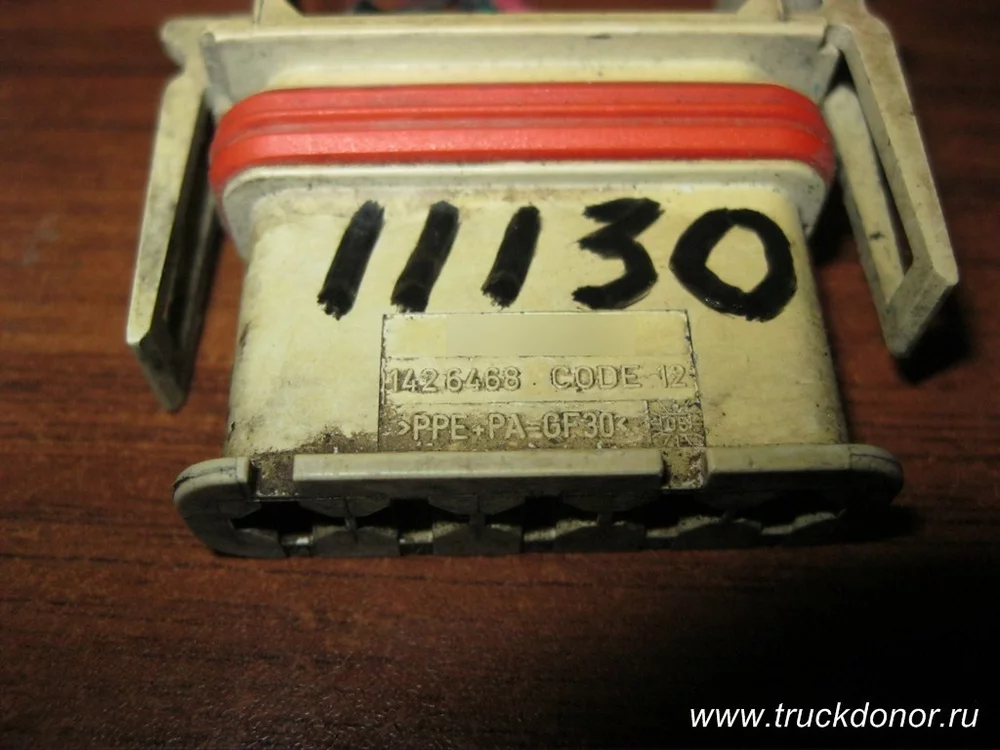 11130
1426468 CODE 12
>PPE+PA-GF30<
www.truckdonor.ru